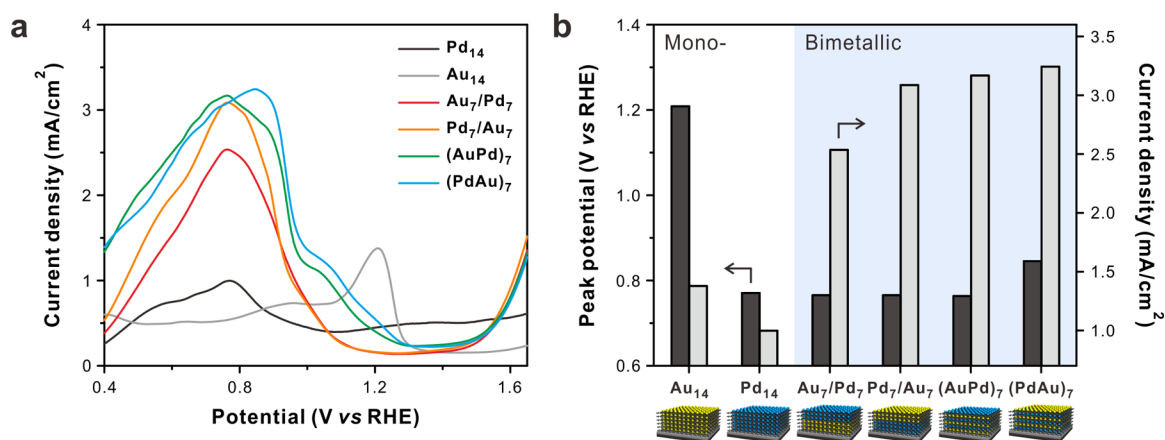 a
Current density (mA/cm²)
4
3
2
1
0
0.4
0.8
1.2
1.6
Potential (V vs RHE)
Pd₁₄
Au₁₄
Au₇/Pd₇
Pd₇/Au₇
(AuPd)₇
(PdAu)₇
b
Peak potential (V vs RHE)
1.4
1.2
1.0
0.8
0.6
Mono-
Bimetallic
3.5
3.0
2.5
2.0
1.5
1.0
Current density (mA/cm²)
Au₁₄ Pd₁₄ Au₇/Pd₇ Pd₇/Au₇ (AuPd)₇ (PdAu)₇